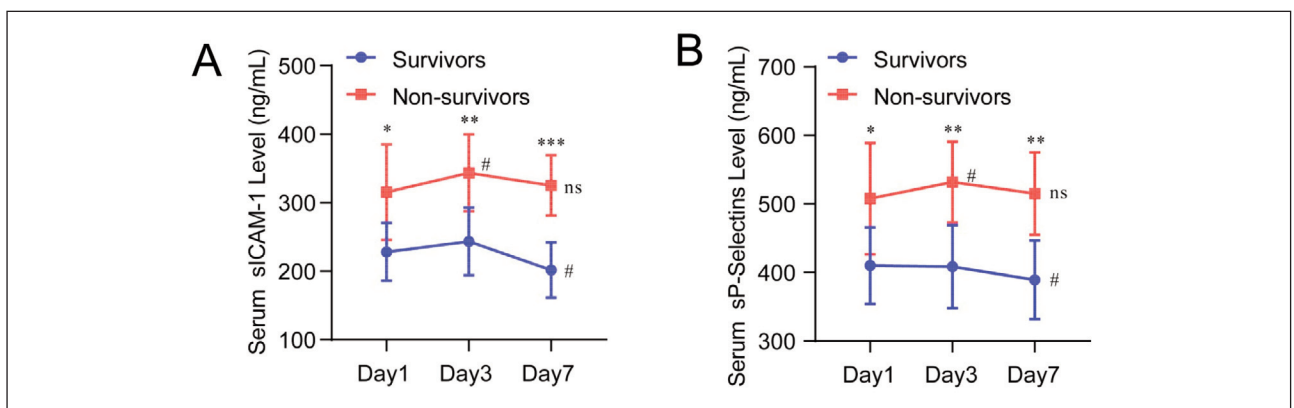 A
Serum sICAM-1 Level (ng/mL)
Survivors
Non-survivors
500
400
300
200
100
*
**
***
#
ns
#
Day1 Day3 Day7
B
Serum sP-Selectins Level (ng/mL)
Survivors
Non-survivors
700
600
500
400
300
*
**
**
#
ns
#
Day1 Day3 Day7